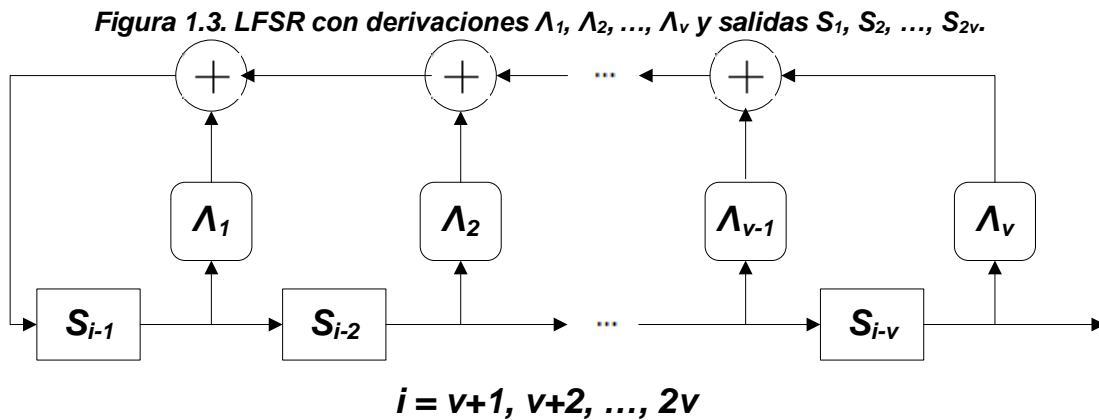 Figura 1.3. LFSR con derivaciones Λ1, Λ2, ..., Λv y salidas S1, S2, ..., S2v.
+ + ... +
Λ1 Λ2 Λv-1 Λv
Si-1 Si-2 ... Si-v
i = v+1, v+2, ..., 2v